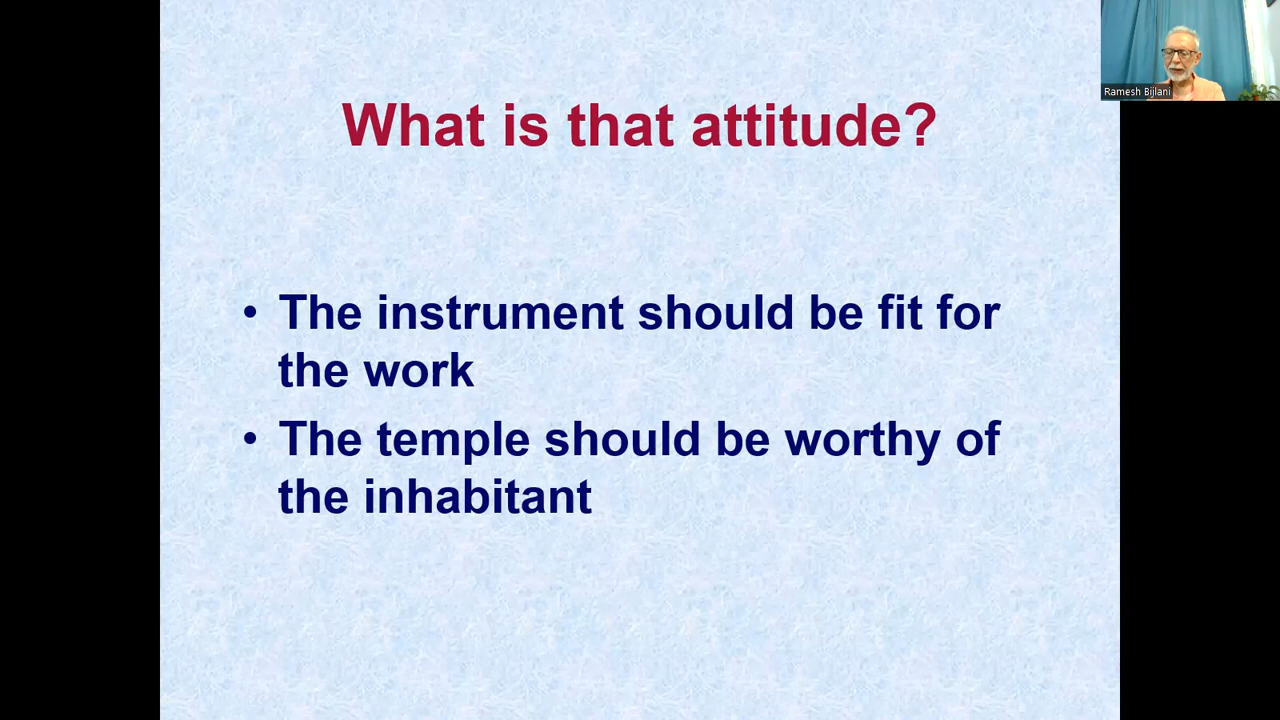 What is that attitude?
Ramesh Bijlani
• The instrument should be fit for
the work
• The temple should be worthy of
the inhabitant